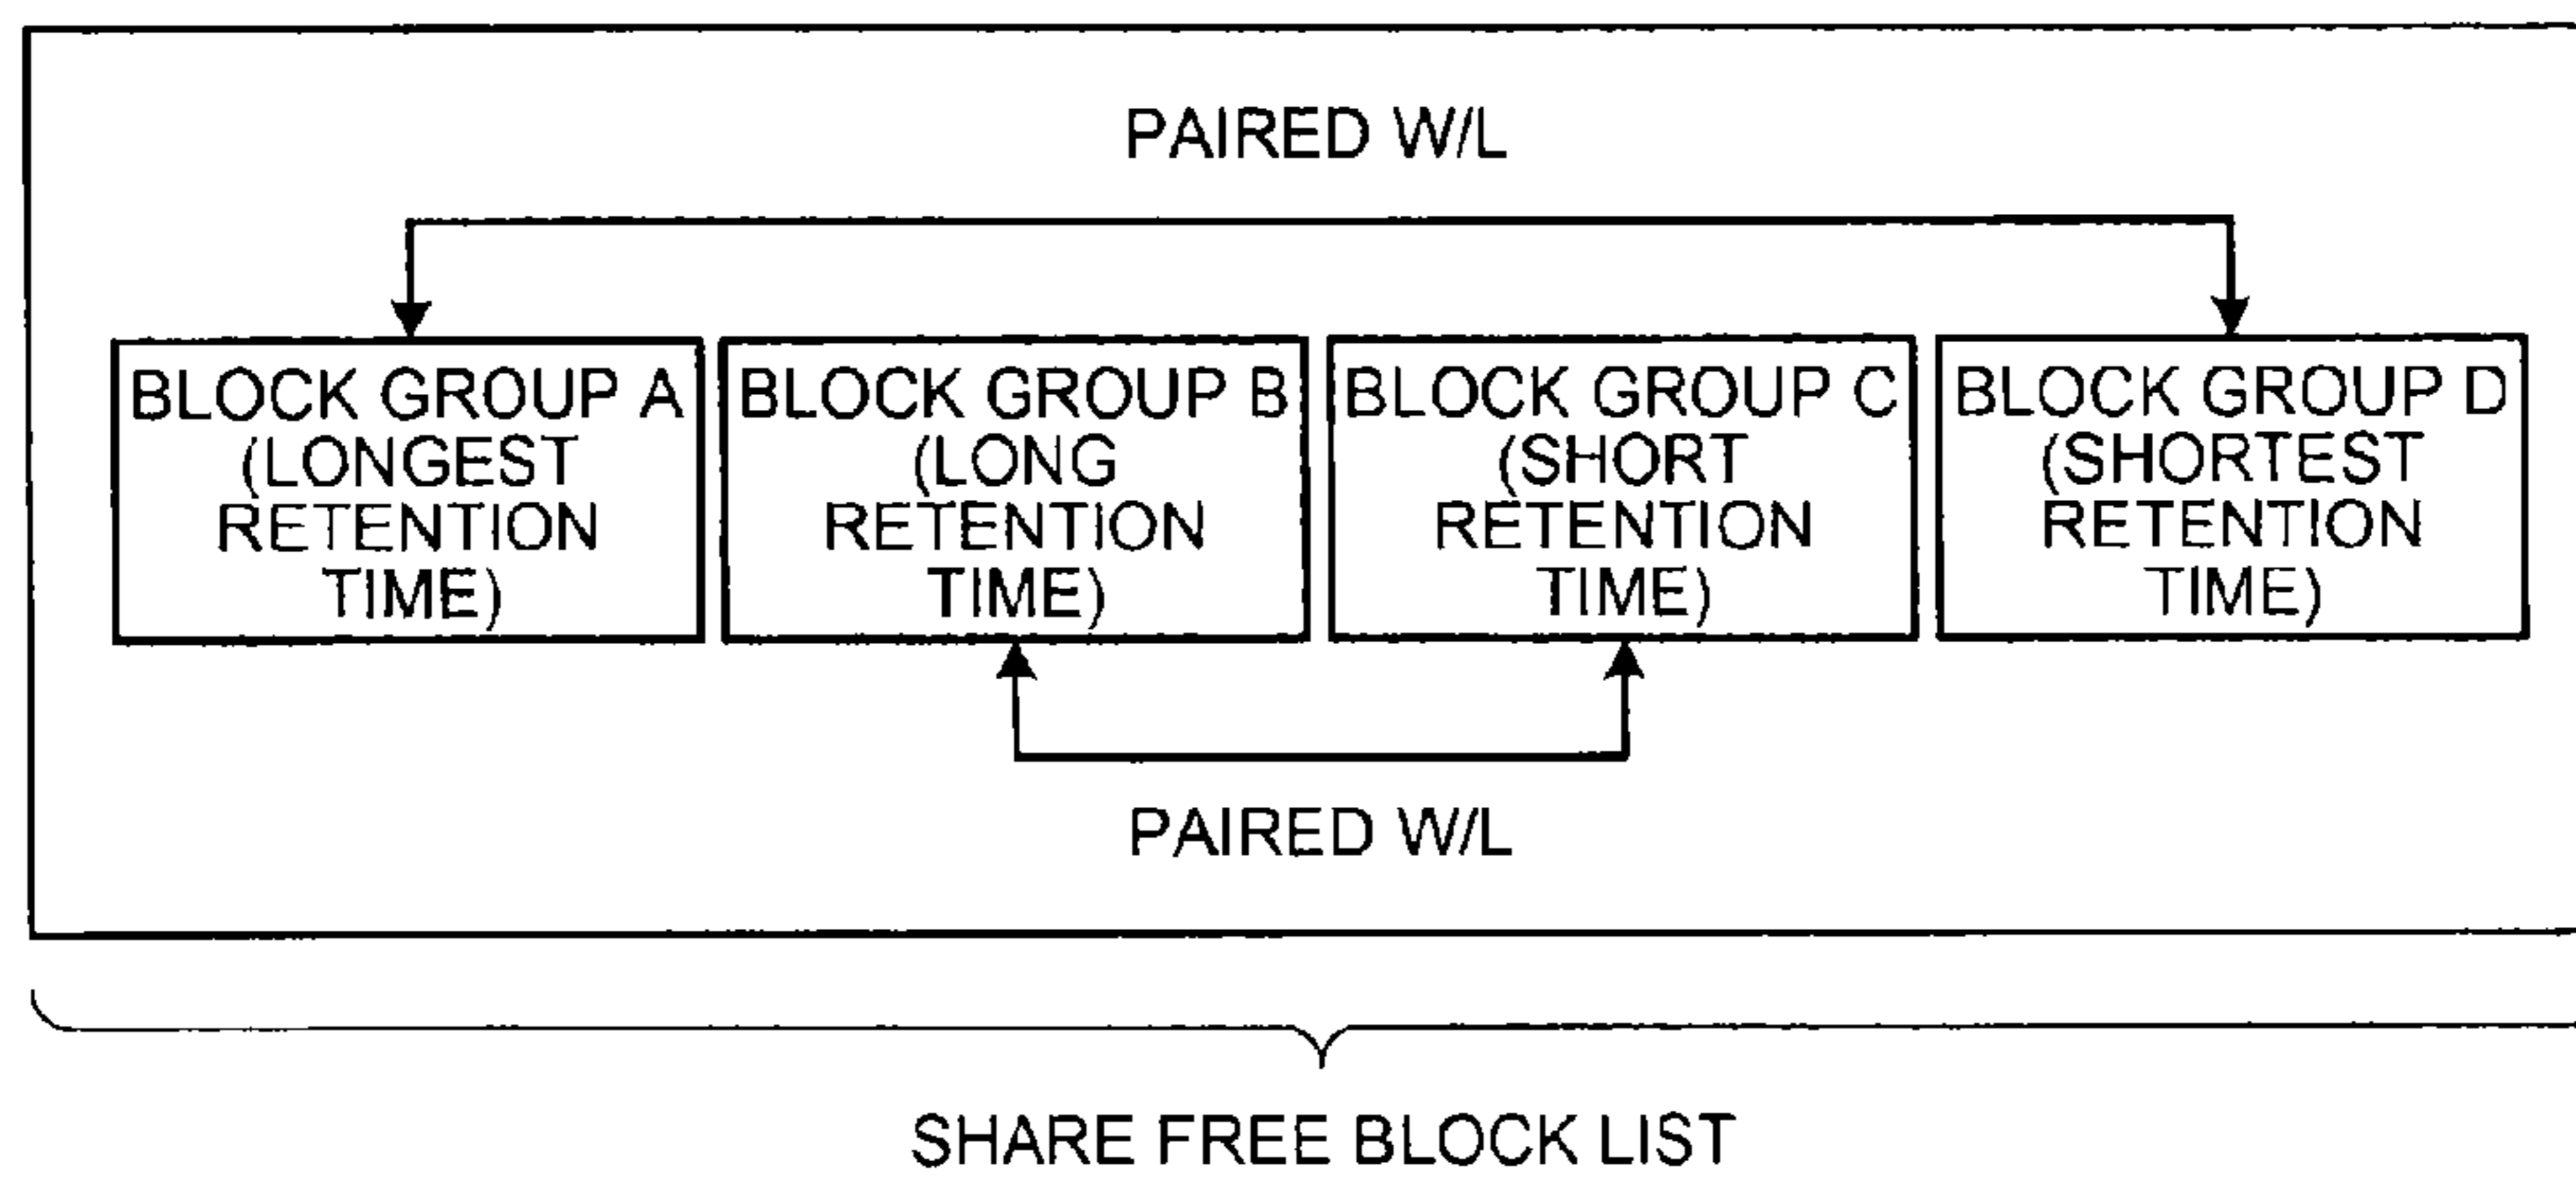 PAIRED W/L
BLOCK GROUP A
(LONGEST
RETENTION
TIME)
BLOCK GROUP B
(LONG
RETENTION
TIME)
BLOCK GROUP C
(SHORT
RETENTION
TIME)
BLOCK GROUP D
(SHORTEST
RETENTION
TIME)
PAIRED W/L
SHARE FREE BLOCK LIST